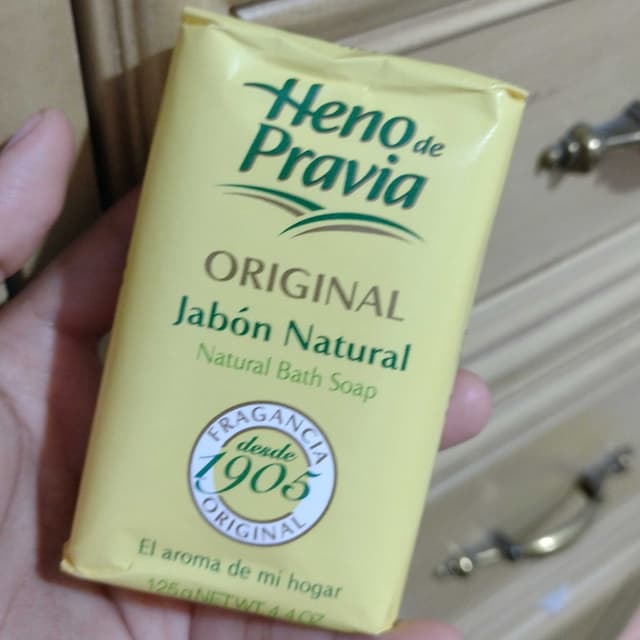 Heno de
Pravia
ORIGINAL
Jabón Natural
Natural Bath Soap
FRAGANCIA
desde
1905
ORIGINAL
El aroma de mi hogar
125 g NET WT 4.4 OZ